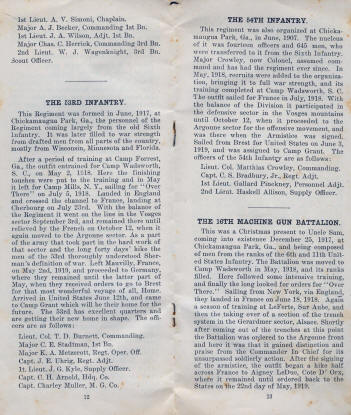 1st Lieut. A. V. Simoni, Chaplain.
Major A. J. Becker, Commanding 1st Bn.
1st Lieut. J. A. Wilson, Adjt. 1st Bn.
Major Chas. C. Herrick, Commanding 3rd Bn.
2nd Lieut. W. J. Wagenknight, 3rd Bn.
Scout Officer.
THE 53RD INFANTRY.
This Regiment was formed in June, 1917, at
Chickamauga Park, Ga., the personnel of the
Regiment coming largely from the old Sixth
Infantry. It was later filled to war strength
from drafted men from all parts of the country,
mostly from Wisconsin, Minnesota and Florida.
After a period of training at Camp Forrest,
Ga., the outfit entrained for Camp Wadsworth,
S. C., on May 2, 1918. Here the finishing
touches were put to the training and in May
it left for Camp Mills, N. Y., sailing for "Over
There" on July 5, 1918. Landed in England
and crossed the channel to France, landing at
Cherbourg on July 23rd. With the balance of
the Regiment it went on the line in the Vosges
sector September 3rd, and remained there until
relieved by the French on October 12, when it
again moved to the Argonne sector. As a part
of the army that took part in the hard work of
that sector and the long forty days' hike the
men of the 53rd thoroughly understood Sher-
man's definition of war. Left Marville, France,
on May 2nd, 1919, and proceeded to Germany,
where they remained until the latter part of
May, when they received orders to go to Brest
for that most wonderful voyage of all, Home.
Arrived in United States June 12th, and came
to Camp Grant which will be their home for the
future. The 53rd has excellent quarters and
are getting their new home in shape. The offi-
cers are as follows:
Lieut. Col. T. D. Burnett, Commanding.
Major C. E. Stadman, 1st Bn.
Major K. A. Metzerott, Regt. Oper. Off.
Capt. J. E. Uhrig, Regt. Adjt.
1t. Lieut. J. G. Kyle, Supply Officer.
Capt. C. H. Arnold, Hdq. Co.
Capt. Charley Muller, M. G. Co.
12
THE 54TH INFANTRY.
This regiment was also organized at Chicka-
maugua Park, Ga., in June, 1907. The nucleus
of it was fourteen officers and 645 men, who
were transferred to it from the Sixth Infantry.
Major Crowley, now Colonel, assumed com-
mand and has had the regiment ever since. In
May, 1918, recruits were added to the organiza-
tion, bringing it to full war strength, and its
training completed at Camp Wadsworth, S. C.
The outfit sailed for France in July, 1918. With
the balance of the Division it participated in
the defensive sector in the Vosges mountains
until October 12, when it proceeded to the
Argonne sector for the offensive movement, and
was there when the Armistice was signed.
Sailed from Brest for United States on June 3,
1919, and was assigned to Camp Grant. The
officers of the 54th Infantry are as follows:
Lieut. Col. Matthias Crowley, Commanding.
Capt. C. S. Bradbury, Jr., Regt. Adjt.
1st Lieut. Gallard Pinckney, Personnel Adjt.
2nd Lieut. Haskell Allison, Supply Officer.
THE 16TH MACHINE GUN BATTALION.
This was a Christmas present to Uncle Sam,
coming into existence December 25, 1917, at
Chickamaugua Park, Ga., and being composed
of men from the ranks of the 6th and 11th Unit-
ed States Infantry. The Battalion was moved to
Camp Wadsworth in May, 1918, and its ranks
filled. Here followed some intensive training,
and finally the long looked for orders for "Over
There." Sailing from New York, via England,
they landed in France on June 18, 1918. Again
a season of training at LeFerte, Sur Aube, and
then the taking over of a section of the trench
system in the Gerardmer sector, Alsace. Shortly
after coming out of the trenches at this point
the Battalion was ordered to the Argonne front
and here it was that it gained distinction and
praise from the Commander In Chief for its
unsurpassed soldierly action. After the signing
of the armistice, the outfit began a hike half
across France to Aignay LeDuc, Cote D' Ore,
where it remained until ordered back to the
States on the 22nd day of May, 1919.
13